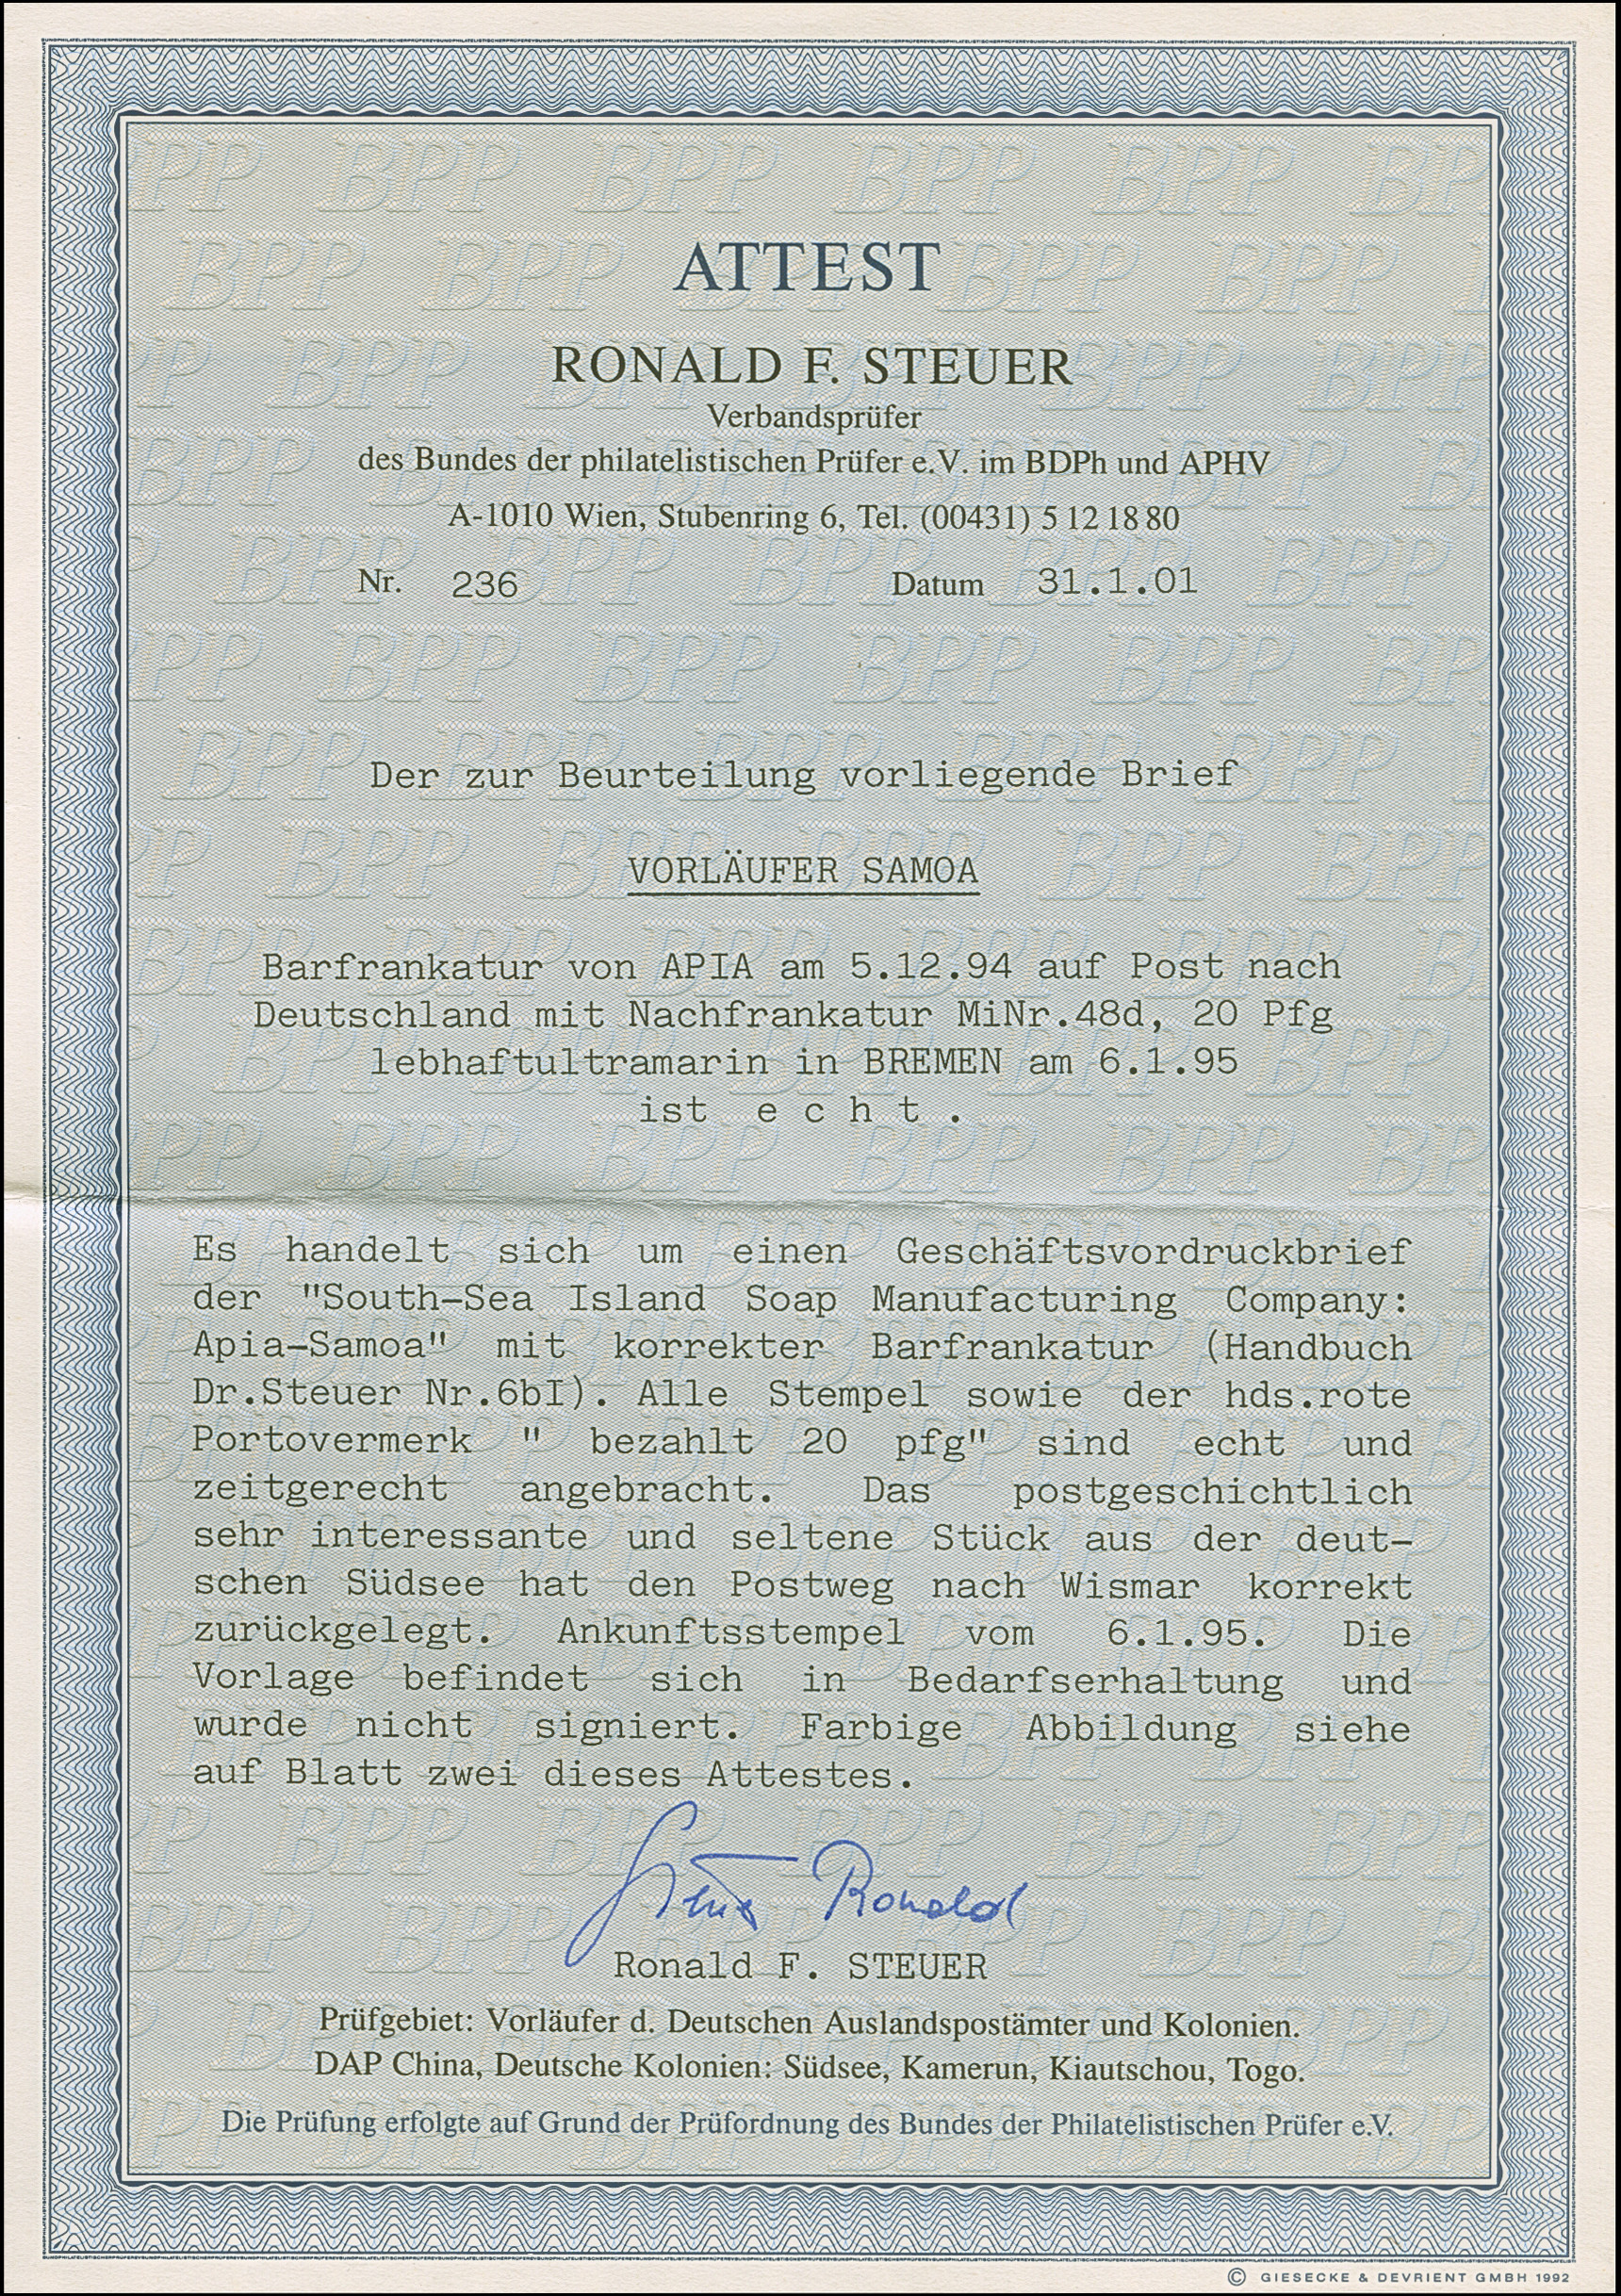 ATTEST
RONALD F. STEUER
Verbandsprüfer
des Bundes der philatelistischen Prüfer e.V. im BDPh und APHV
A-1010 Wien, Stubenring 6, Tel. (00431) 5 12 18 80
Nr. 236 Datum 31.1.01
Der zur Beurteilung vorliegende Brief
VORLÄUFER SAMOA
Barfrankatur von APIA am 5.12.94 auf Post nach
Deutschland mit Nachfrankatur MiNr.48d, 20 Pfg
lebhaftultramarin in BREMEN am 6.1.95
ist e c h t .
Es handelt sich um einen Geschäftsvordruckbrief
der "South-Sea Island Soap Manufacturing Company:
Apia-Samoa" mit korrekter Barfrankatur (Handbuch
Dr.Steuer Nr.6bI). Alle Stempel sowie der hds.rote
Portovermerk " bezahlt 20 pfg" sind echt und
zeitgerecht angebracht. Das postgeschichtlich
sehr interessante und seltene Stück aus der deut-
schen Südsee hat den Postweg nach Wismar korrekt
zurückgelegt. Ankunftsstempel vom 6.1.95. Die
Vorlage befindet sich in Bedarfserhaltung und
wurde nicht signiert. Farbige Abbildung siehe
auf Blatt zwei dieses Attestes.
Steuer Ronald
Ronald F. STEUER
Prüfgebiet: Vorläufer d. Deutschen Auslandspostämter und Kolonien.
DAP China, Deutsche Kolonien: Südsee, Kamerun, Kiautschou, Togo.
Die Prüfung erfolgte auf Grund der Prüfordnung des Bundes der Philatelistischen Prüfer e.V.
© GIESECKE & DEVRIENT GMBH 1992